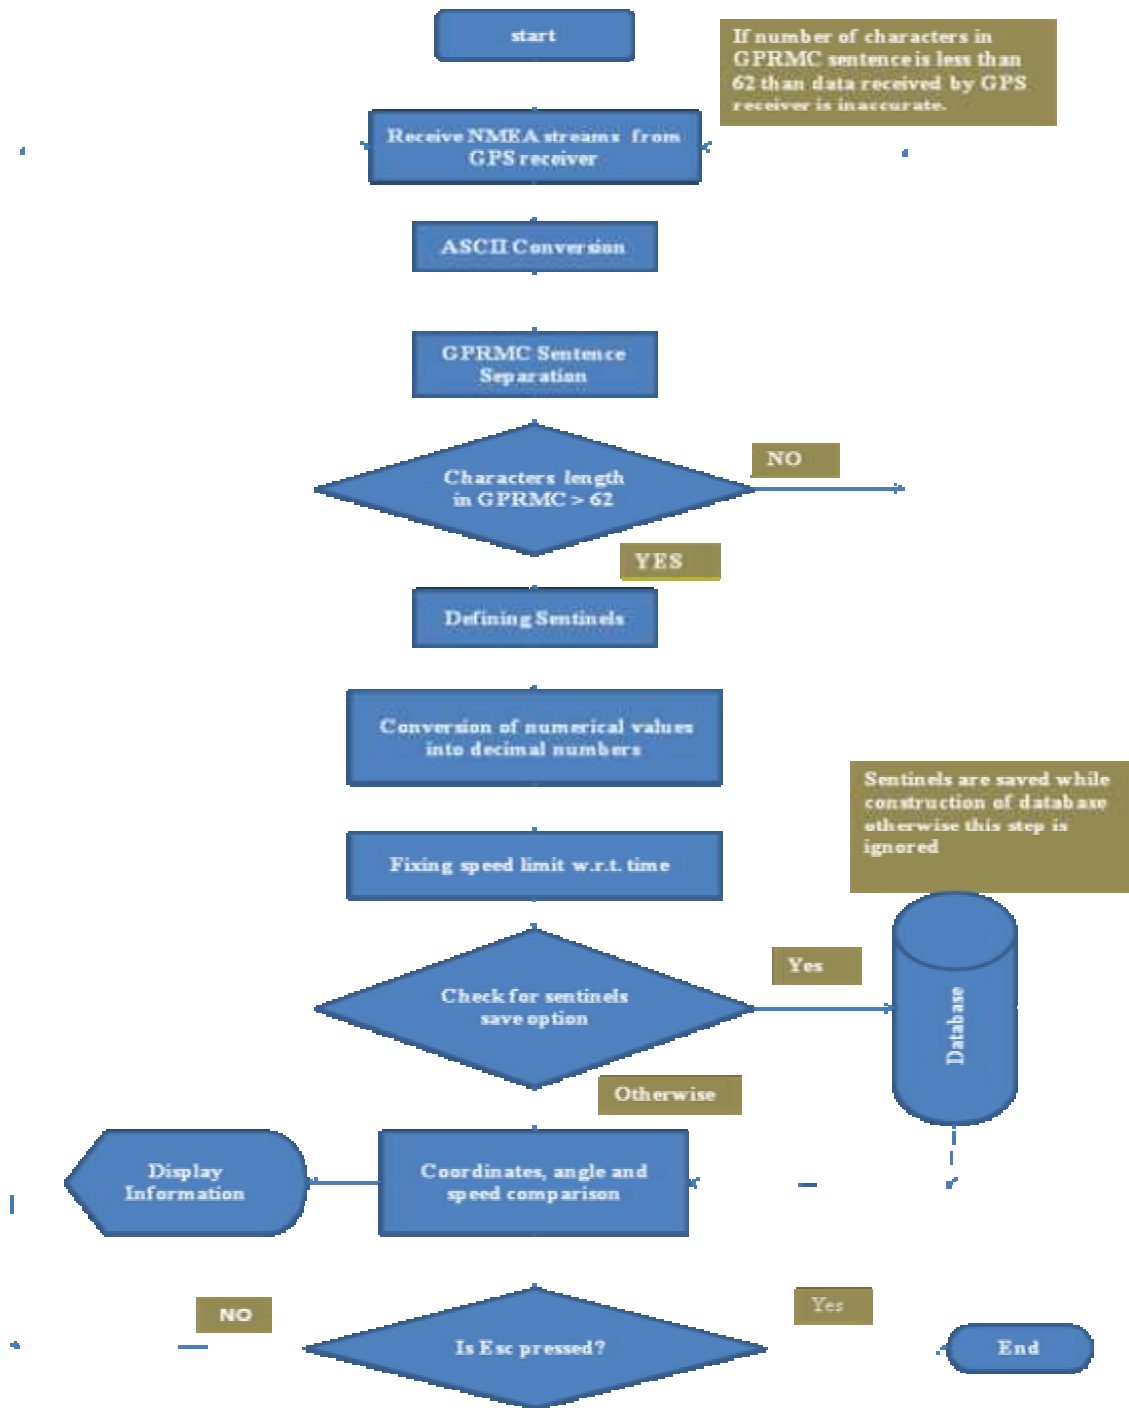 start
If number of characters in
GPRMC sentence is less than
62 than data received by GPS
receiver is inaccurate.
Receive NMEA streams from
GPS receiver
ASCII Conversion
GPRMC Sentence
Separation
Characters length
in GPRMC > 62
NO
YES
Defining Sentinels
Conversion of numerical values
into decimal numbers
Sentinels are saved while
construction of database
otherwise this step is
ignored
Fixing speed limit w.r.t. time
Check for sentinels
save option
Yes
Database
Otherwise
Display
Information
Coordinates, angle and
speed comparison
NO
Yes
Is Esc pressed?
End